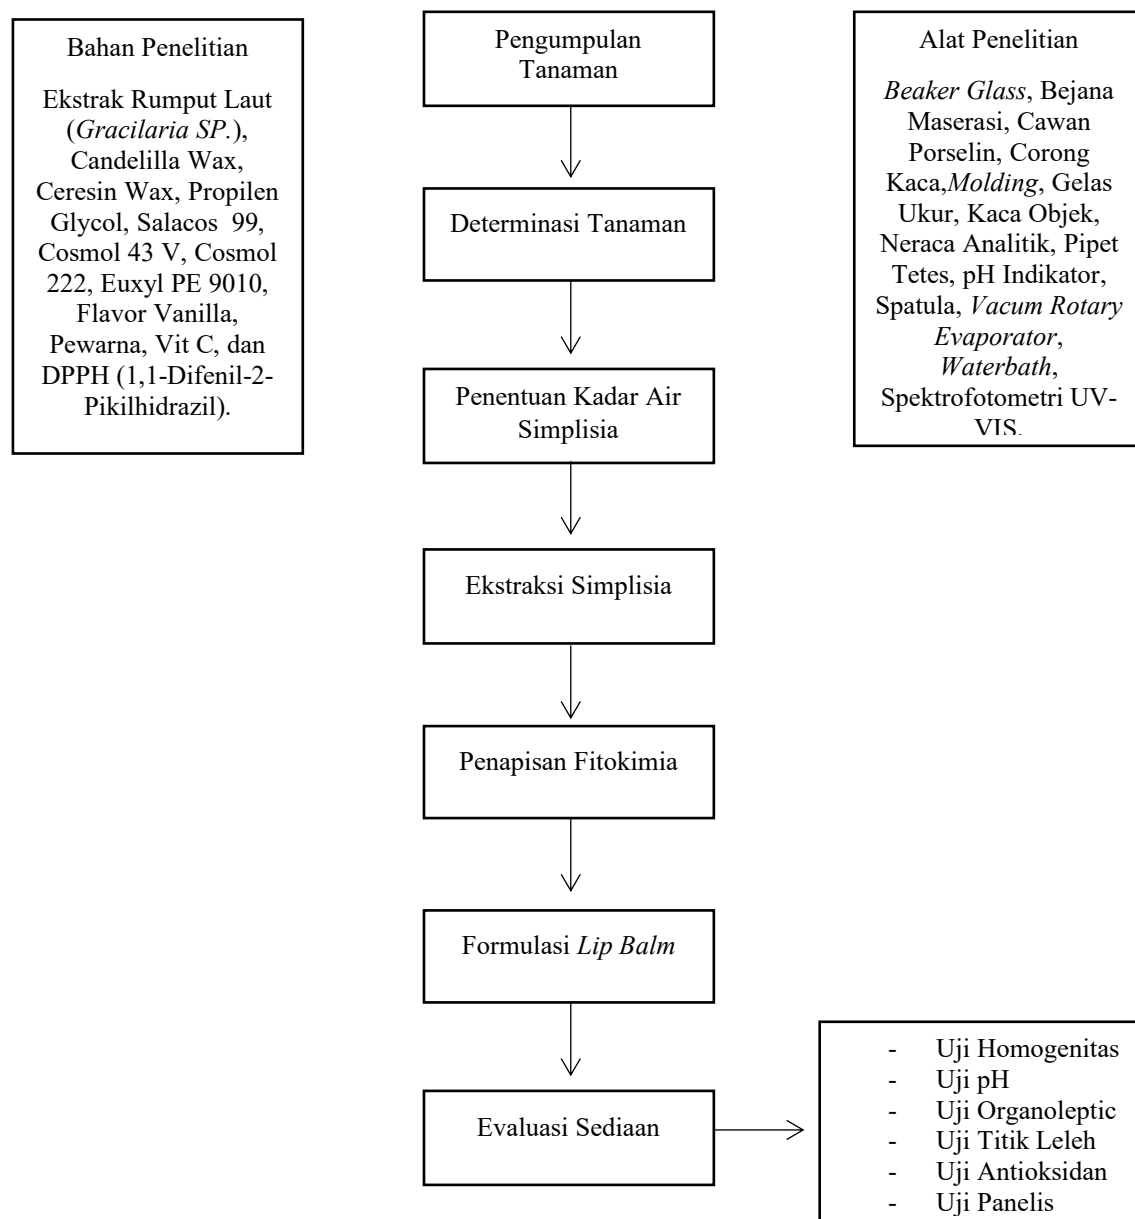 Bahan Penelitian
Ekstrak Rumput Laut
(Gracilaria SP.),
Candelilla Wax,
Ceresin Wax, Propilen
Glycol, Salacos 99,
Cosmol 43 V, Cosmol
222, Euxyl PE 9010,
Flavor Vanilla,
Pewarna, Vit C, dan
DPPH (1,1-Difenil-2-
Pikilhidrazil).
Pengumpulan
Tanaman
Determinasi Tanaman
Penentuan Kadar Air
Simplisia
Ekstraksi Simplisia
Penapisan Fitokimia
Formulasi Lip Balm
Evaluasi Sediaan
Alat Penelitian
Beaker Glass, Bejana
Maserasi, Cawan
Porselin, Corong
Kaca,Molding, Gelas
Ukur, Kaca Objek,
Neraca Analitik, Pipet
Tetes, pH Indikator,
Spatula, Vacum Rotary
Evaporator,
Waterbath,
Spektrofotometri UV-
VIS.
- Uji Homogenitas
- Uji pH
- Uji Organoleptic
- Uji Titik Leleh
- Uji Antioksidan
- Uji Panelis